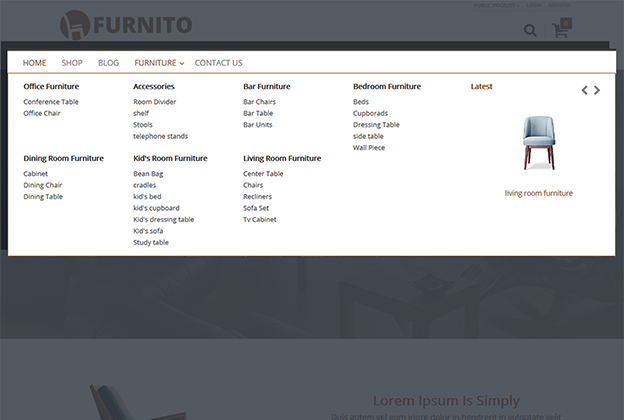 LOGIN REGISTER
FURNITO
0
HOME SHOP BLOG FURNITURE CONTACT US
Office Furniture
Conference Table
Office Chair
Accessories
Room Divider
shelf
Stools
telephone stands
Bar Furniture
Bar Chairs
Bar Table
Bar Units
Bedroom Furniture
Beds
Cupborads
Dressing Table
side table
Wall Piece
Latest
living room furniture
Dining Room Furniture
Cabinet
Dining Chair
Dining Table
Kid's Room Furniture
Bean Bag
cradles
kid's bed
kid's cupboard
Kid's dressing table
Kid's sofa
Study table
Living Room Furniture
Center Table
Chairs
Recliners
Sofa Set
Tv Cabinet
Lorem Ipsum Is Simply
Duis autem vel eum iriure dolor in hendrerit in vulputate velit